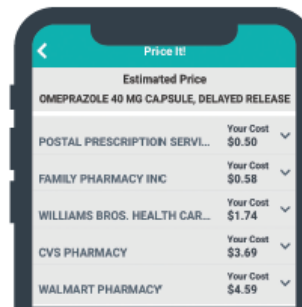 Price It!
Estimated Price
OMEPRAZOLE 40 MG CAPSULE, DELAYED RELEASE
Your Cost
POSTAL PRESCRIPTION SERVI... $0.50
Your Cost
FAMILY PHARMACY INC $0.58
Your Cost
WILLIAMS BROS. HEALTH CAR... $1.74
Your Cost
CVS PHARMACY $3.69
Your Cost
WALMART PHARMACY $4.59